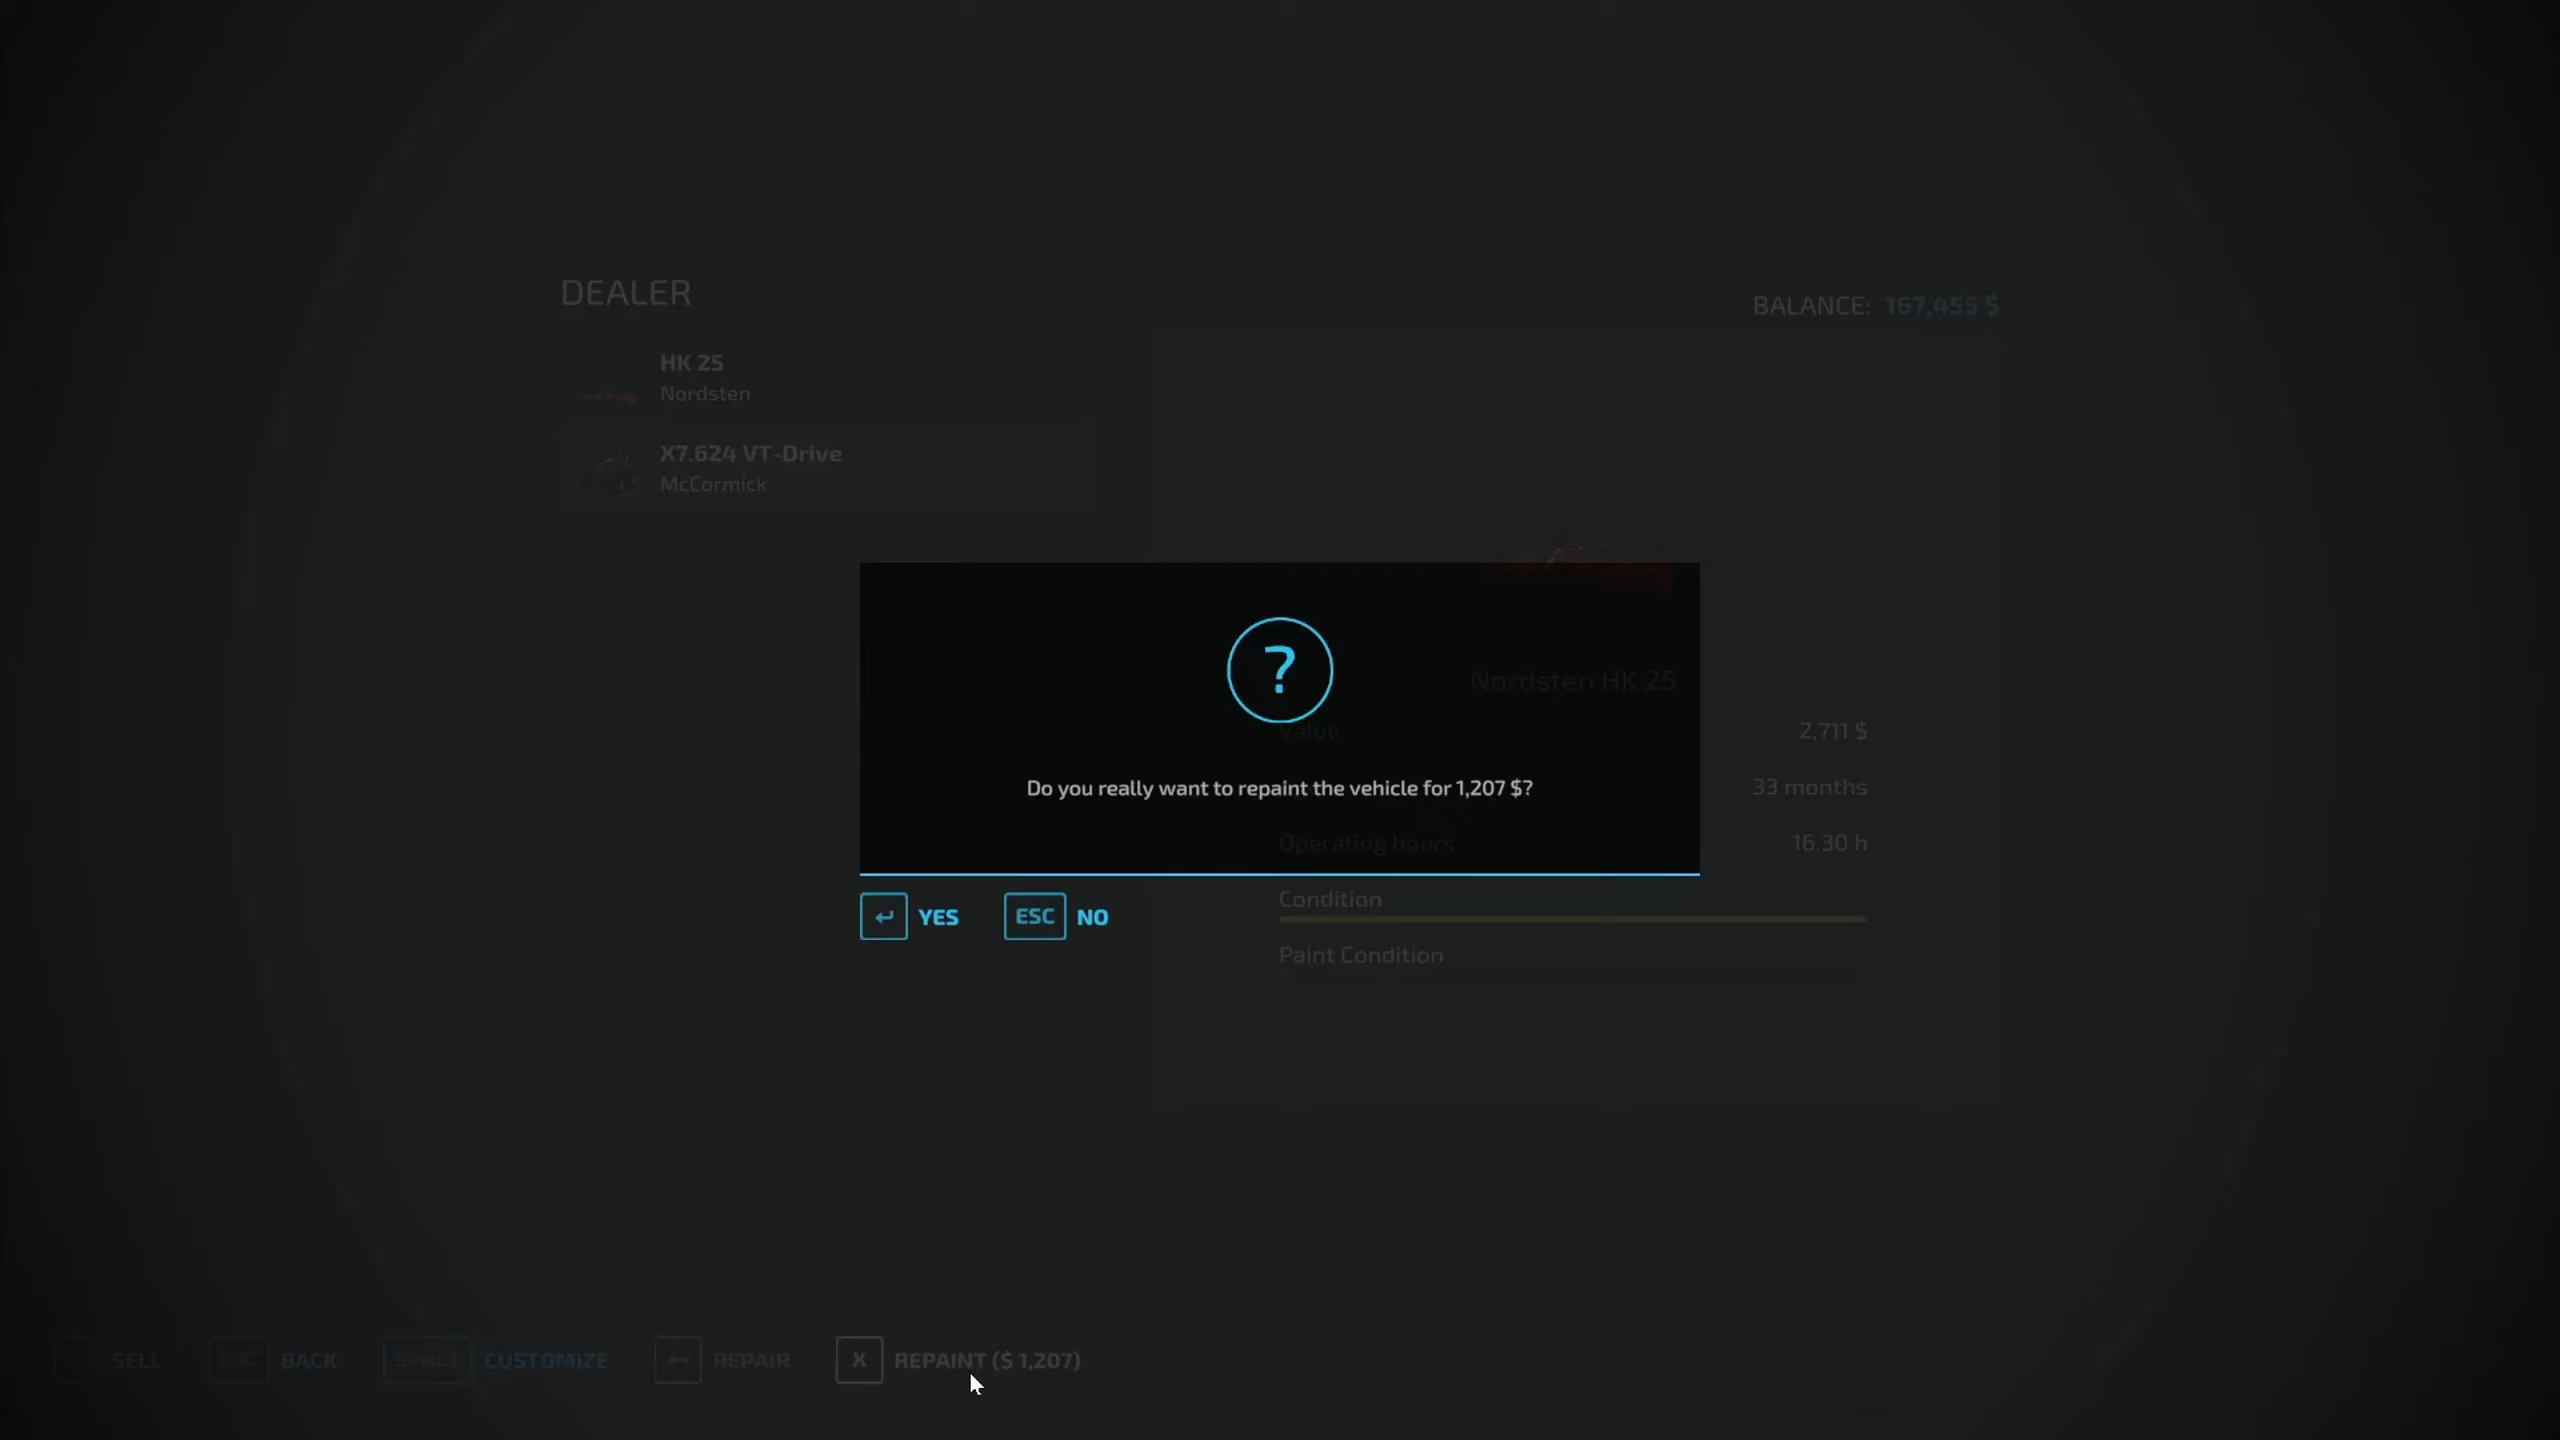 DEALER
BALANCE: 167,455 $
HK 25
Nordsten
X7.624 VT-Drive
McCormick
?
Nordsten HK 25
Value 2,711 $
Do you really want to repaint the vehicle for 1,207 $?
33 months
Operating hours 16.30 h
YES
ESC NO
Condition
Paint Condition
SELL
ESC BACK
SPACE CUSTOMIZE
REPAIR
X REPAINT ($ 1,207)